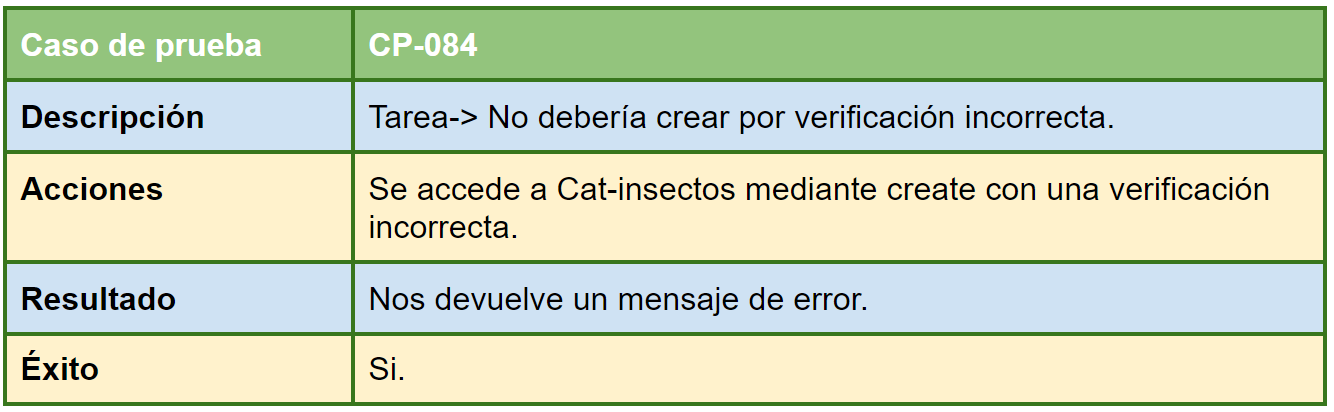 Caso de prueba CP-084
Descripción Tarea-> No debería crear por verificación incorrecta.
Acciones Se accede a Cat-insectos mediante create con una verificación
incorrecta.
Resultado Nos devuelve un mensaje de error.
Éxito Si.